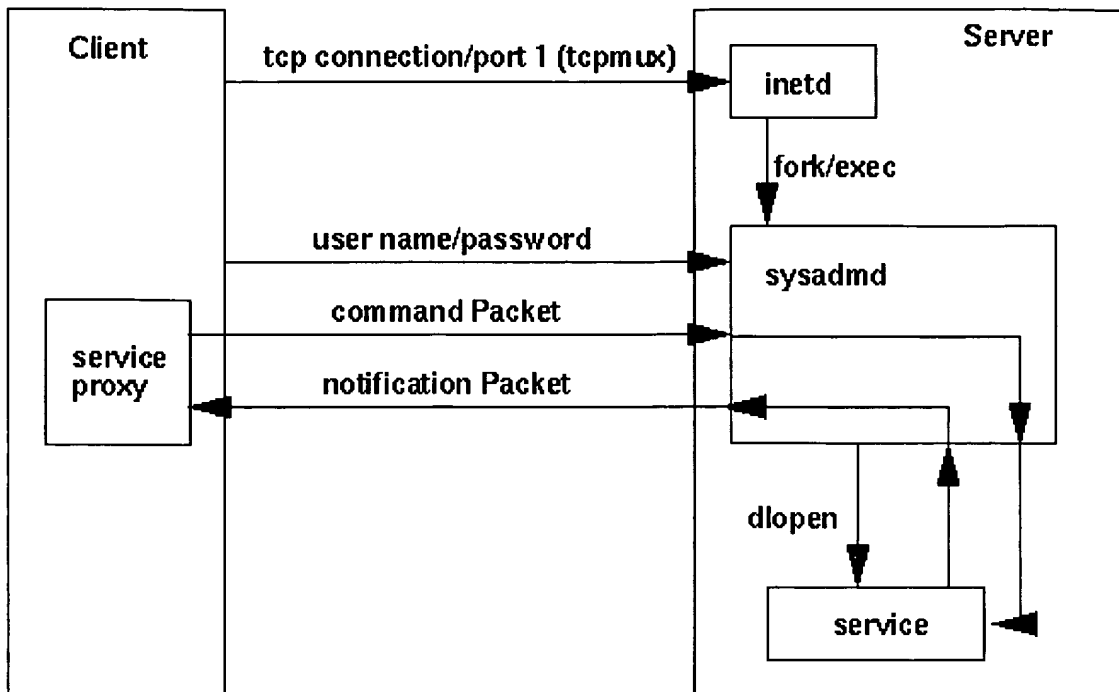 Client
Server
tcp connection/port 1 (tcpmux)
inetd
fork/exec
user name/password
sysadmd
command Packet
service
proxy
notification Packet
dlopen
service